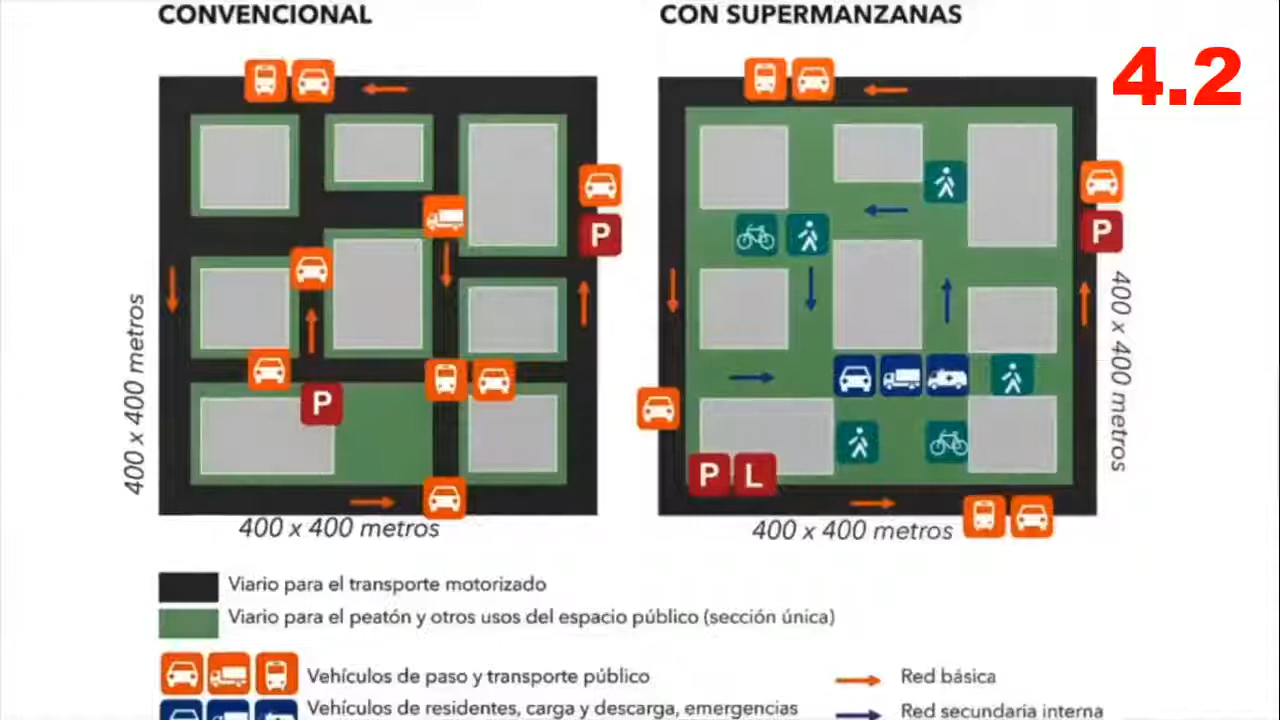 CONVENCIONAL
CON SUPERMANZANAS
4.2
P
P
P
P L
400 x 400 metros
400 x 400 metros
400 x 400 metros
400 x 400 metros
Viario para el transporte motorizado
Viario para el peatón y otros usos del espacio público (sección única)
Vehículos de paso y transporte público
Red básica
Vehículos de residentes, carga y descarga, emergencias
Red secundaria interna